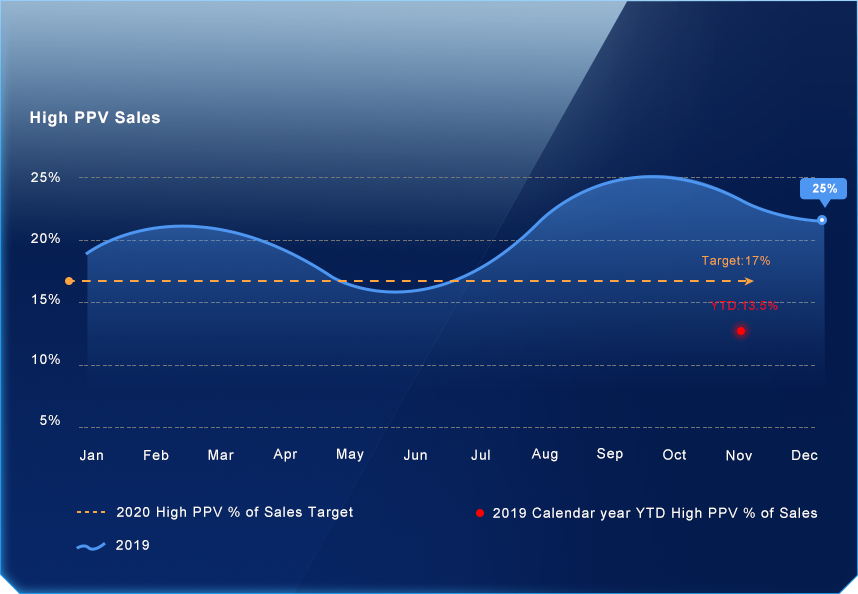 High PPV Sales
25%
25%
20%
Target:17%
15%
YTD:13.5%
10%
5%
Jan Feb Mar Apr May Jun Jul Aug Sep Oct Nov Dec
2020 High PPV % of Sales Target
2019 Calendar year YTD High PPV % of Sales
2019